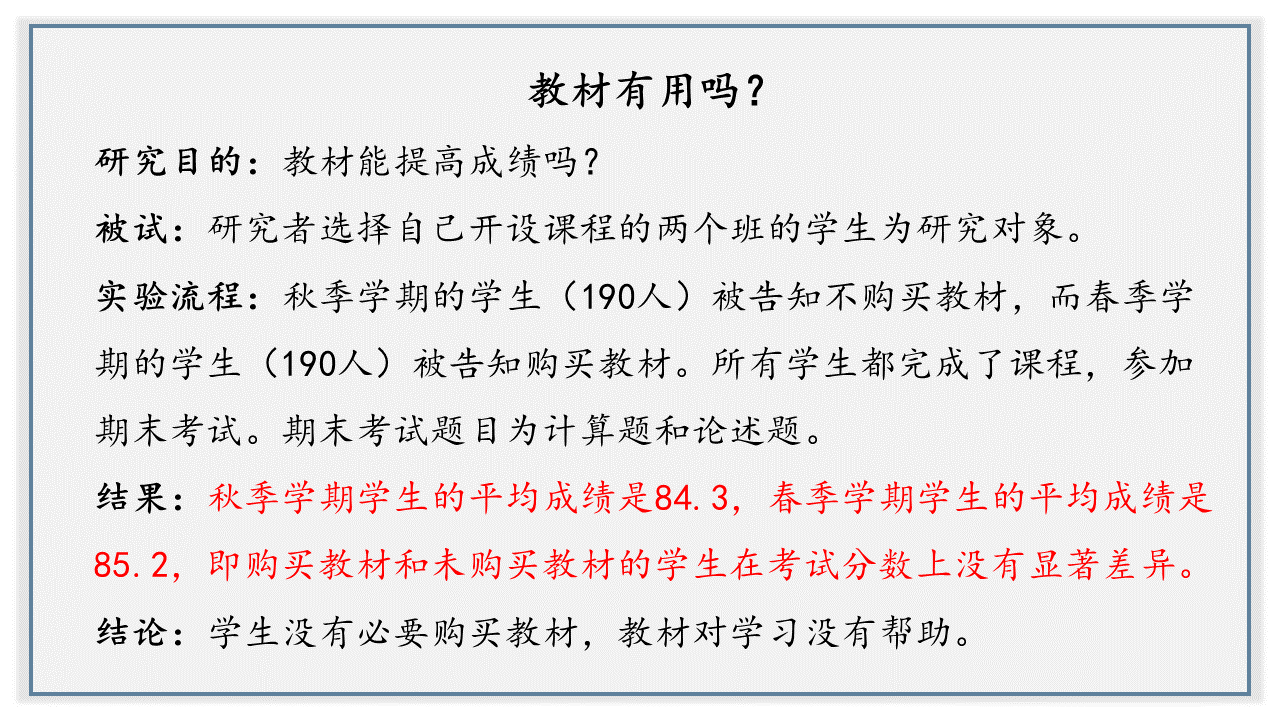 教材有用吗？
研究目的：教材能提高成绩吗？
被试：研究者选择自己开设课程的两个班的学生为研究对象。
实验流程：秋季学期的学生（190人）被告知不购买教材，而春季学
期的学生（190人）被告知购买教材。所有学生都完成了课程，参加
期末考试。期末考试题目为计算题和论述题。
结果：秋季学期学生的平均成绩是84.3，春季学期学生的平均成绩是
85.2，即购买教材和未购买教材的学生在考试分数上没有显著差异。
结论：学生没有必要购买教材，教材对学习没有帮助。